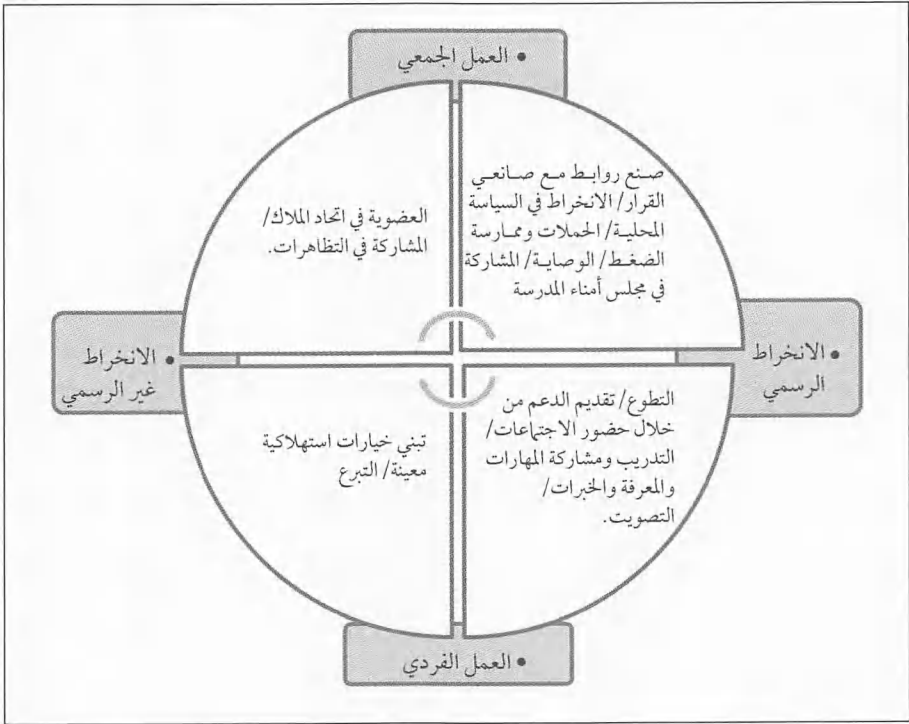 • العمل الجمعي
صنع روابط مع صانعي
القرار/ الانخراط في السياسة
المحلية/ الحملات وممارسة
الضغط/ الوصاية/ المشاركة
في مجلس أمناء المدرسة
العضوية في اتحاد الملاك/
المشاركة في التظاهرات.
• الانخراط
الرسمي
• الانخراط
غير الرسمي
التطوع/ تقديم الدعم من
خلال حضور الاجتماعات/
التدريب ومشاركة المهارات
والمعرفة والخبرات/
التصويت.
تبني خيارات استهلاكية
معينة/ التبرع
• العمل الفردي